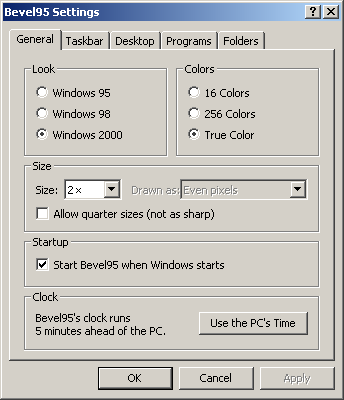 Bevel95 Settings
General Taskbar Desktop Programs Folders
Look
Windows 95
Windows 98
Windows 2000
Colors
16 Colors
256 Colors
True Color
Size
Size: 2× Drawn as: Even pixels
Allow quarter sizes (not as sharp)
Startup
Start Bevel95 when Windows starts
Clock
Bevel95's clock runs
5 minutes ahead of the PC.
Use the PC's Time
OK Cancel Apply